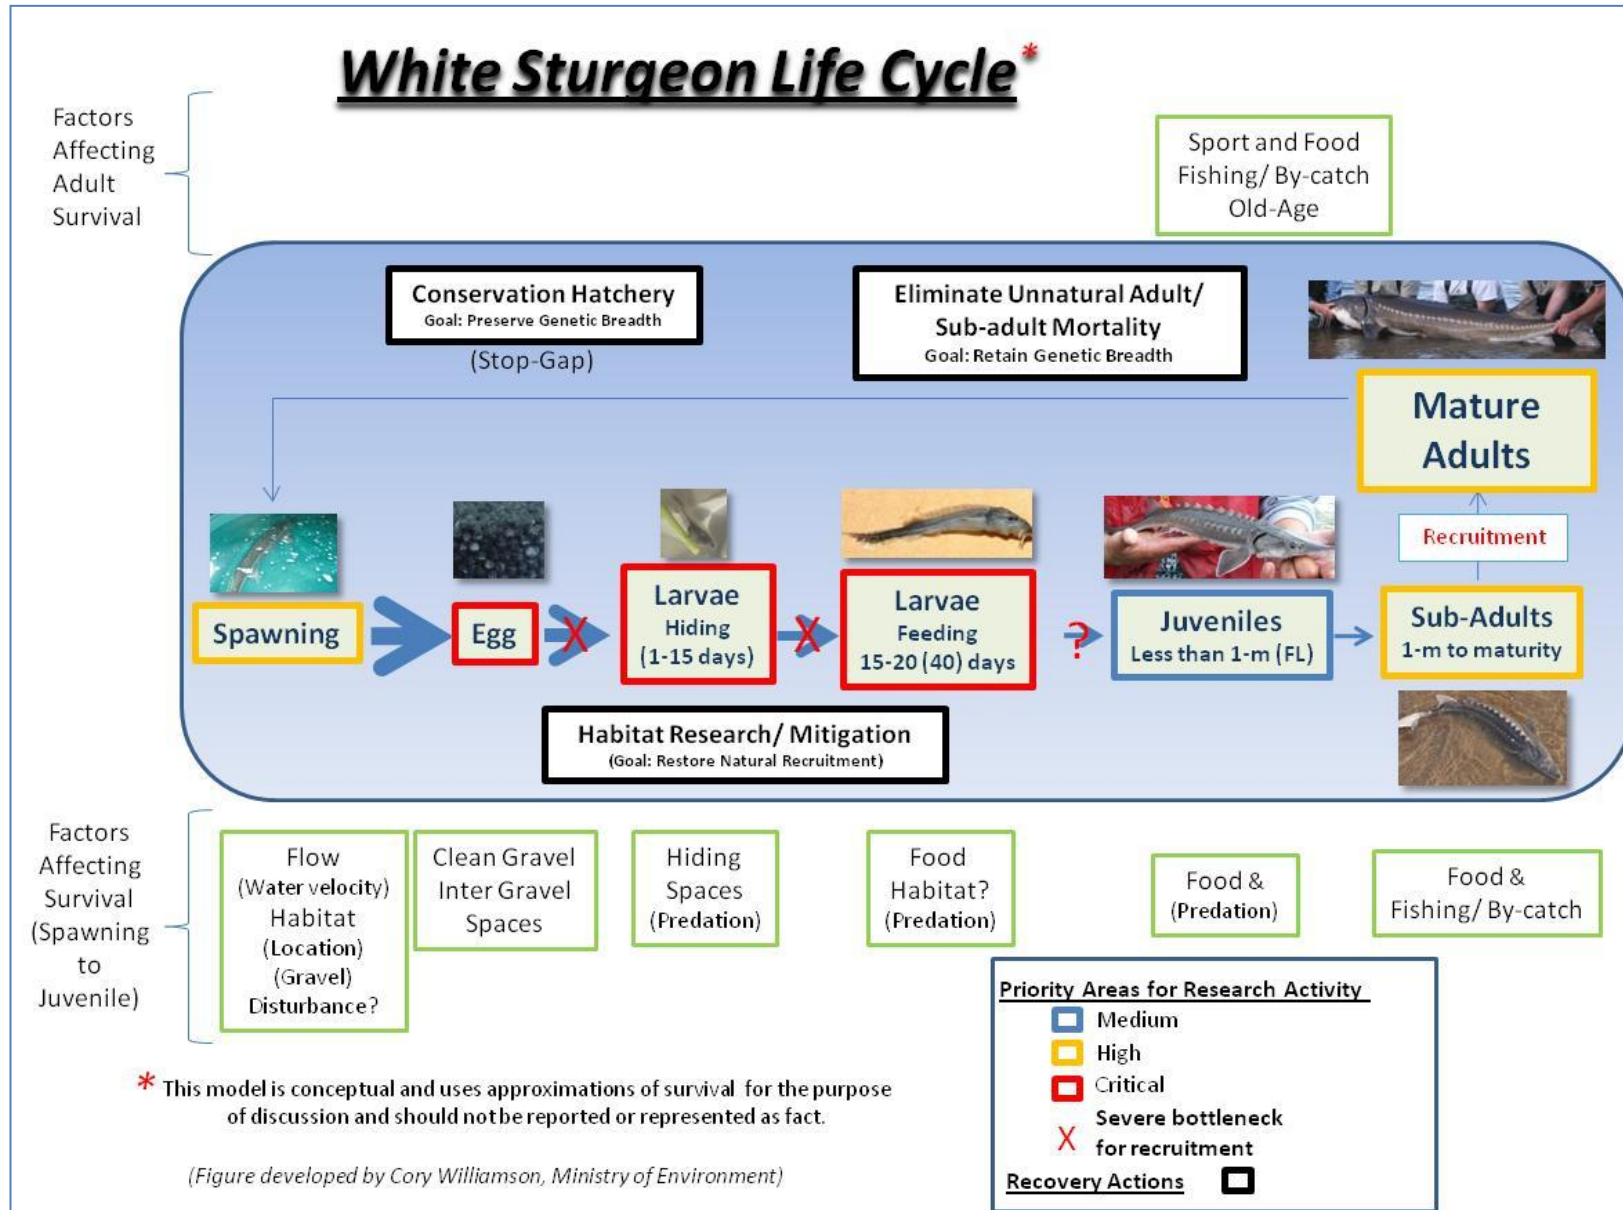 White Sturgeon Life Cycle*
Factors
Affecting
Adult
Survival
Sport and Food
Fishing/ By-catch
Old-Age
Conservation Hatchery
Goal: Preserve Genetic Breadth
(Stop-Gap)
Eliminate Unnatural Adult/
Sub-adult Mortality
Goal: Retain Genetic Breadth
Mature
Adults
Recruitment
Spawning
Egg
X
Larvae
Hiding
(1-15 days)
X
Larvae
Feeding
15-20 (40) days
?
Juveniles
Less than 1-m (FL)
Sub-Adults
1-m to maturity
Habitat Research/ Mitigation
(Goal: Restore Natural Recruitment)
Factors
Affecting
Survival
(Spawning
to
Juvenile)
Flow
(Water velocity)
Habitat
(Location)
(Gravel)
Disturbance?
Clean Gravel
Inter Gravel
Spaces
Hiding
Spaces
(Predation)
Food
Habitat?
(Predation)
Food &
(Predation)
Food &
Fishing/ By-catch
Priority Areas for Research Activity
Medium
High
Critical
X Severe bottleneck
for recruitment
Recovery Actions
* This model is conceptual and uses approximations of survival for the purpose
of discussion and should not be reported or represented as fact.
(Figure developed by Cory Williamson, Ministry of Environment)